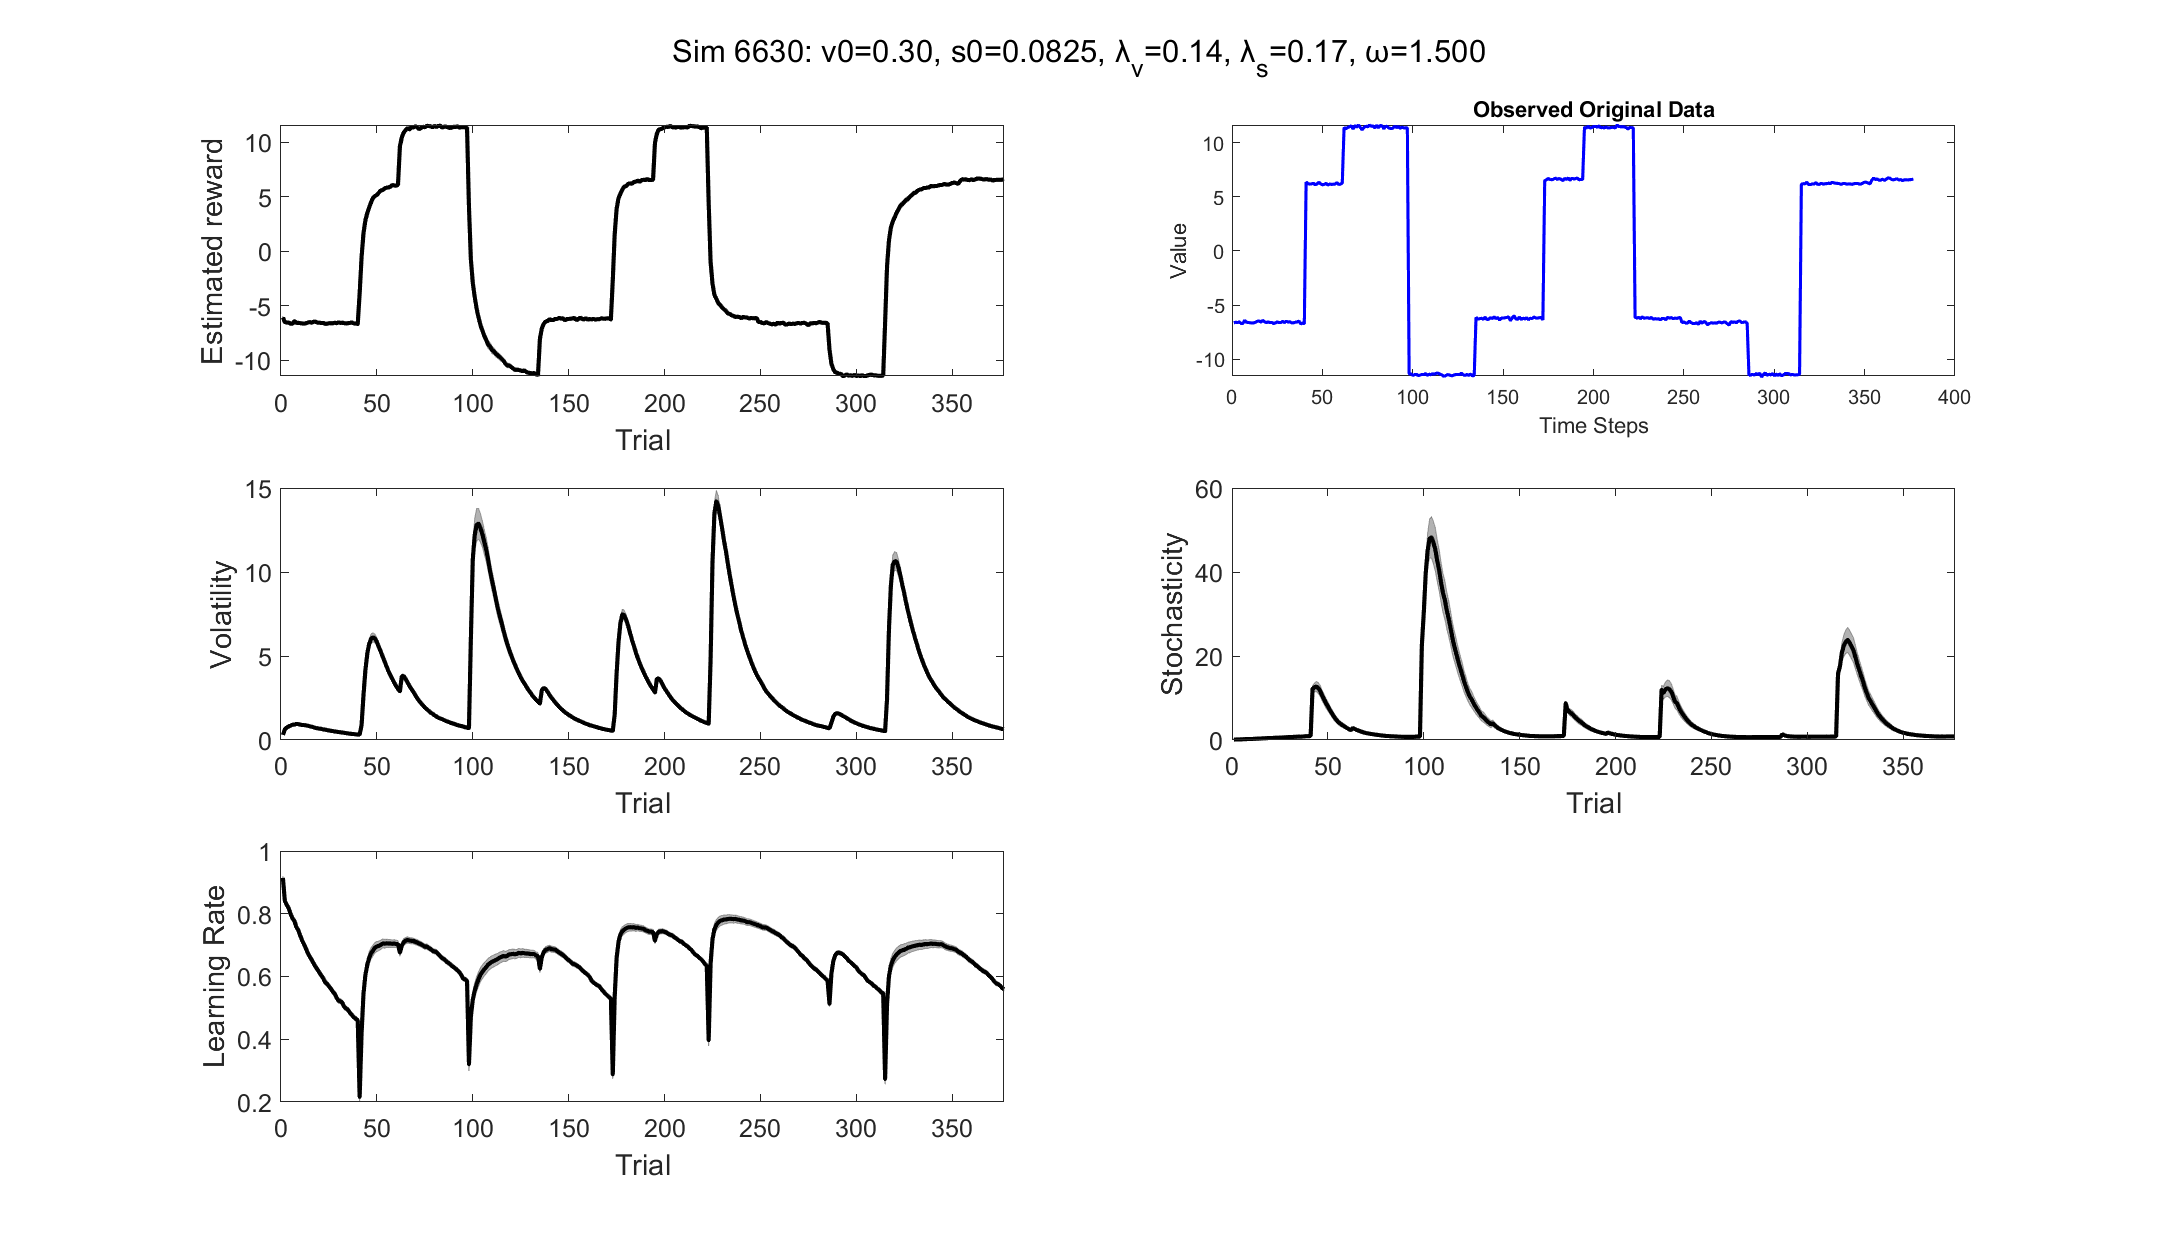 Sim 6630: v0=0.30, s0=0.0825, λ_v=0.14, λ_s=0.17, ω=1.500
Estimated reward
10
5
0
-5
-10
0 50 100 150 200 250 300 350
Trial
Observed Original Data
Value
10
5
0
-5
-10
0 50 100 150 200 250 300 350 400
Time Steps
Volatility
15
10
5
0
0 50 100 150 200 250 300 350
Trial
Stochasticity
60
40
20
0
0 50 100 150 200 250 300 350
Trial
Learning Rate
1
0.8
0.6
0.4
0.2
0 50 100 150 200 250 300 350
Trial